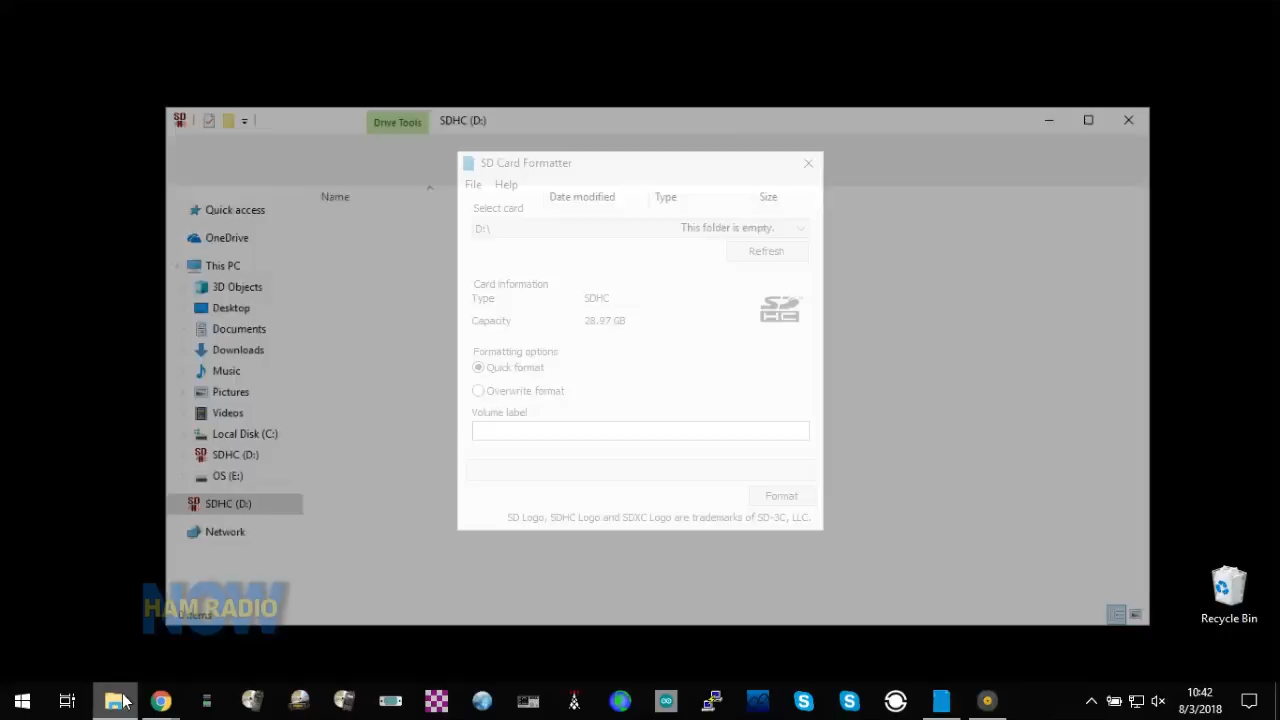 Drive Tools SDHC (D:)
SD Card Formatter
File Help
Name Date modified Type Size
Select card
D:\ This folder is empty.
Refresh
Quick access
OneDrive
This PC
3D Objects
Desktop
Documents
Downloads
Music
Pictures
Videos
Local Disk (C:)
SDHC (D:)
OS (E:)
SDHC (D:)
Network
Card information
Type SDHC
Capacity 28.97 GB
SD
HC
Formatting options
Quick format
Overwrite format
Volume label
Format
SD Logo, SDHC Logo and SDXC Logo are trademarks of SD-3C, LLC.
NOW
HAM RADIO
Recycle Bin
10:42
8/3/2018